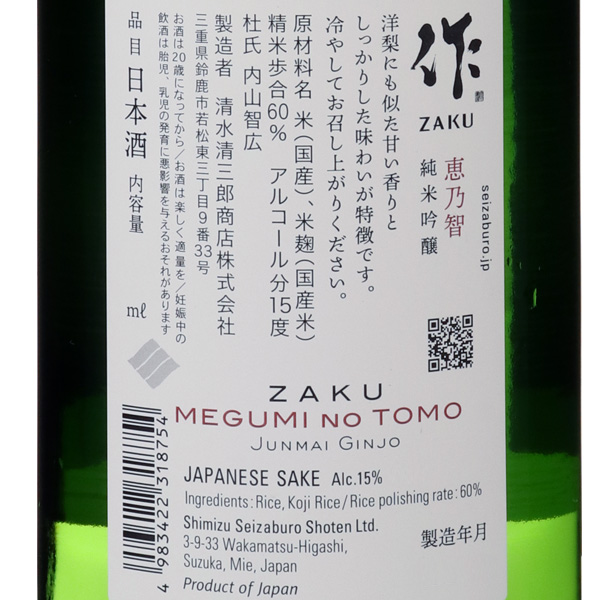 作
ZAKU
恵乃智
純米吟醸
seizaburo.jp
洋梨にも似た甘い香りと
しっかりした味わいが特徴です。
冷やしてお召し上がりください。
原材料名 米(国産)、米麹(国産米)
精米歩合60% アルコール分15度
杜氏 内山智広
製造者 清水清三郎商店株式会社
三重県鈴鹿市若松東三丁目9番33号
お酒は20歳になってから/お酒は楽しく適量を/妊娠中の
飲酒は胎児、乳児の発育に悪影響を与えるおそれがあります
品目 日本酒 内容量 mℓ
ZAKU
MEGUMI NO TOMO
JUNMAI GINJO
JAPANESE SAKE Alc.15%
Ingredients: Rice, Koji Rice / Rice polishing rate: 60%
Shimizu Seizaburo Shoten Ltd.
3-9-33 Wakamatsu-Higashi,
Suzuka, Mie, Japan
Product of Japan
製造年月
4 983422 318754